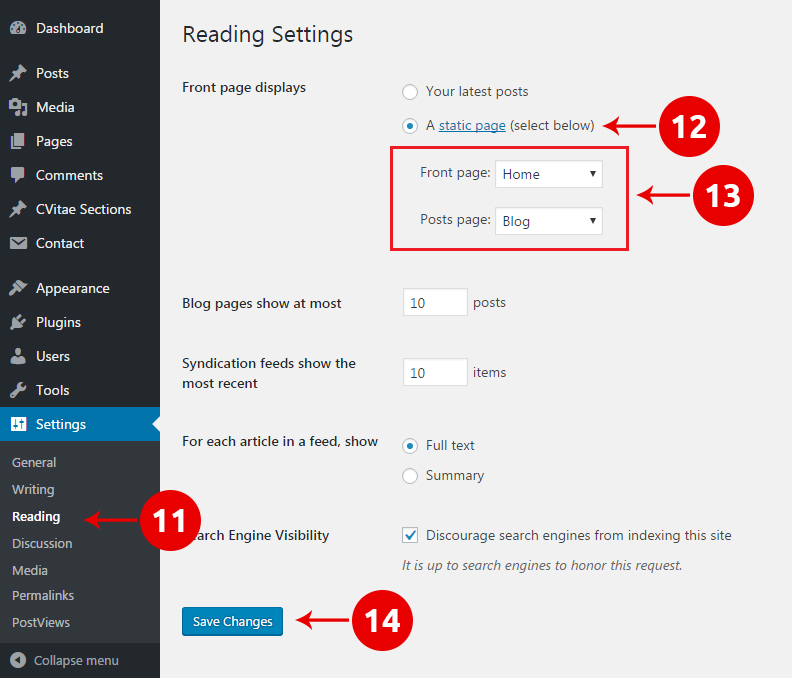 Dashboard
Posts
Media
Pages
Comments
CVitae Sections
Contact
Appearance
Plugins
Users
Tools
Settings
General
Writing
Reading
11
Discussion
Media
Permalinks
PostViews
Collapse menu
Reading Settings
Front page displays
Your latest posts
A static page (select below)
12
Front page: Home
13
Posts page: Blog
Blog pages show at most 10 posts
Syndication feeds show the
most recent
10 items
For each article in a feed, show
Full text
Summary
arch Engine Visibility
Discourage search engines from indexing this site
It is up to search engines to honor this request.
Save Changes
14